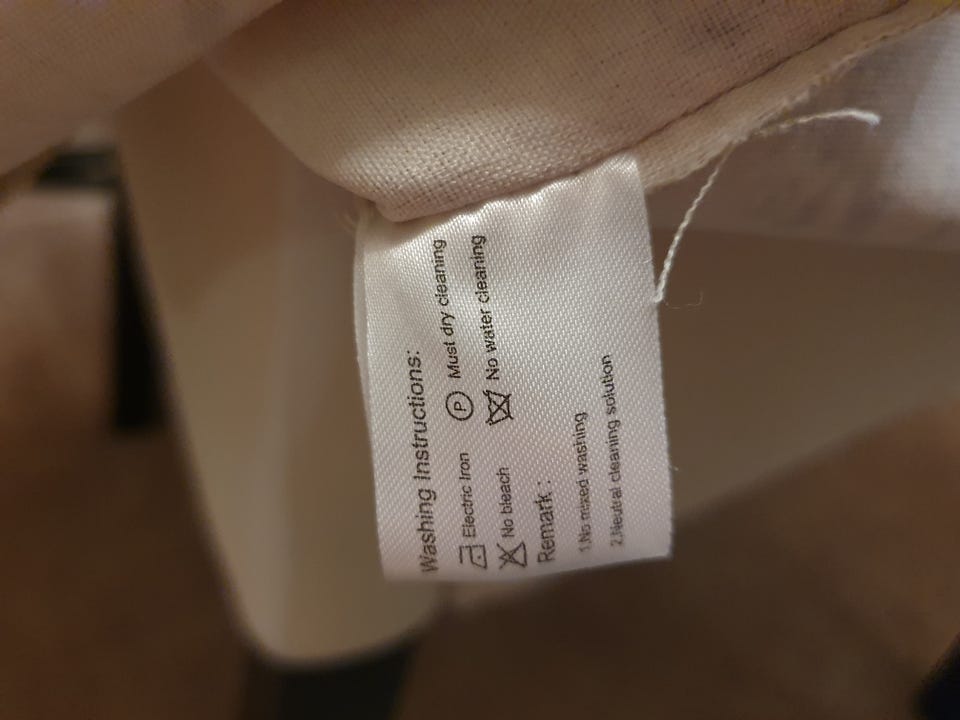 Washing Instructions:
Electric Iron P Must dry cleaning
No bleach No water cleaning
Remark :
1.No mixed washing
2.Neutral cleaning solution